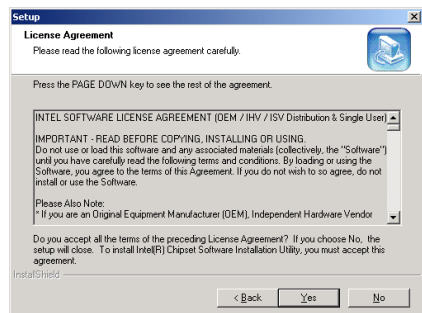 Setup
License Agreement
Please read the following license agreement carefully.
Press the PAGE DOWN key to see the rest of the agreement.
INTEL SOFTWARE LICENSE AGREEMENT (OEM / IHV / ISV Distribution & Single User)
IMPORTANT - READ BEFORE COPYING, INSTALLING OR USING.
Do not use or load this software and any associated materials (collectively, the "Software")
until you have carefully read the following terms and conditions. By loading or using the
Software, you agree to the terms of this Agreement. If you do not wish to so agree, do not
install or use the Software.
Please Also Note:
* If you are an Original Equipment Manufacturer (OEM), Independent Hardware Vendor
Do you accept all the terms of the preceding License Agreement? If you choose No, the
setup will close. To install Intel(R) Chipset Software Installation Utility, you must accept this
agreement.
InstallShield
< Back Yes No